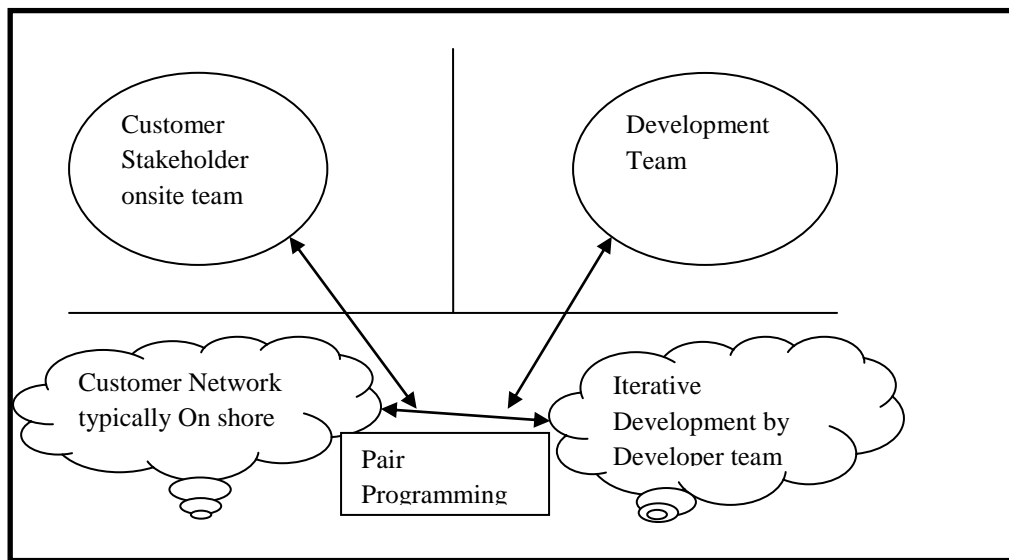 Customer
Stakeholder
onsite team
Development
Team
Customer Network
typically On shore
Iterative
Development by
Developer team
Pair
Programming